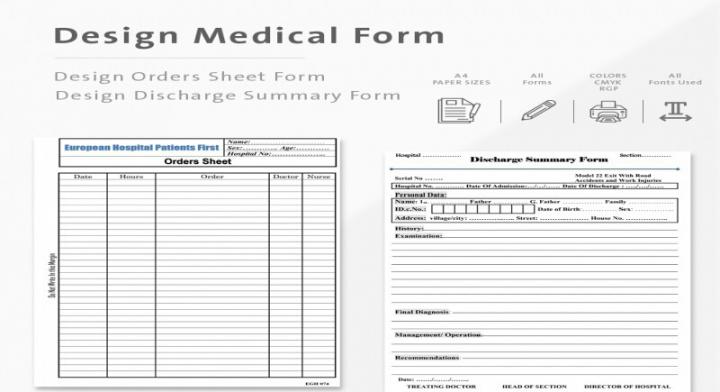 Design Medical Form
Design Orders Sheet Form
Design Discharge Summary Form
A4
PAPER SIZES
All
Forms
COLORS
CMYK
RGP
All
Fonts Used
European Hospital Patients First
Name:..................
Sex:............ Age:...........
Hospital No:..................
Orders Sheet
Date Hours Order Doctor Nurse
Do Not Write in this Margen
EGH 074
Hospital ............... Discharge Summary Form Section............
Serial No ......
Model 22 Exit With Road
Accidents and Work Injuries
Hospital No. ............ Date Of Admission:.../.../...... Date Of Discharge : ..../..../......
Personal Data:
Name: 1.. Father G. Father Family
ID.c.No.: Date of Birth: Sex:
Address: village/city: ............... Street: ............... House No. ...............
History:
Examination:
Final Diagnosis
Management/ Operation
Recommendations
Date: ....../....../.........
TREATING DOCTOR HEAD OF SECTION DIRECTOR OF HOSPITAL